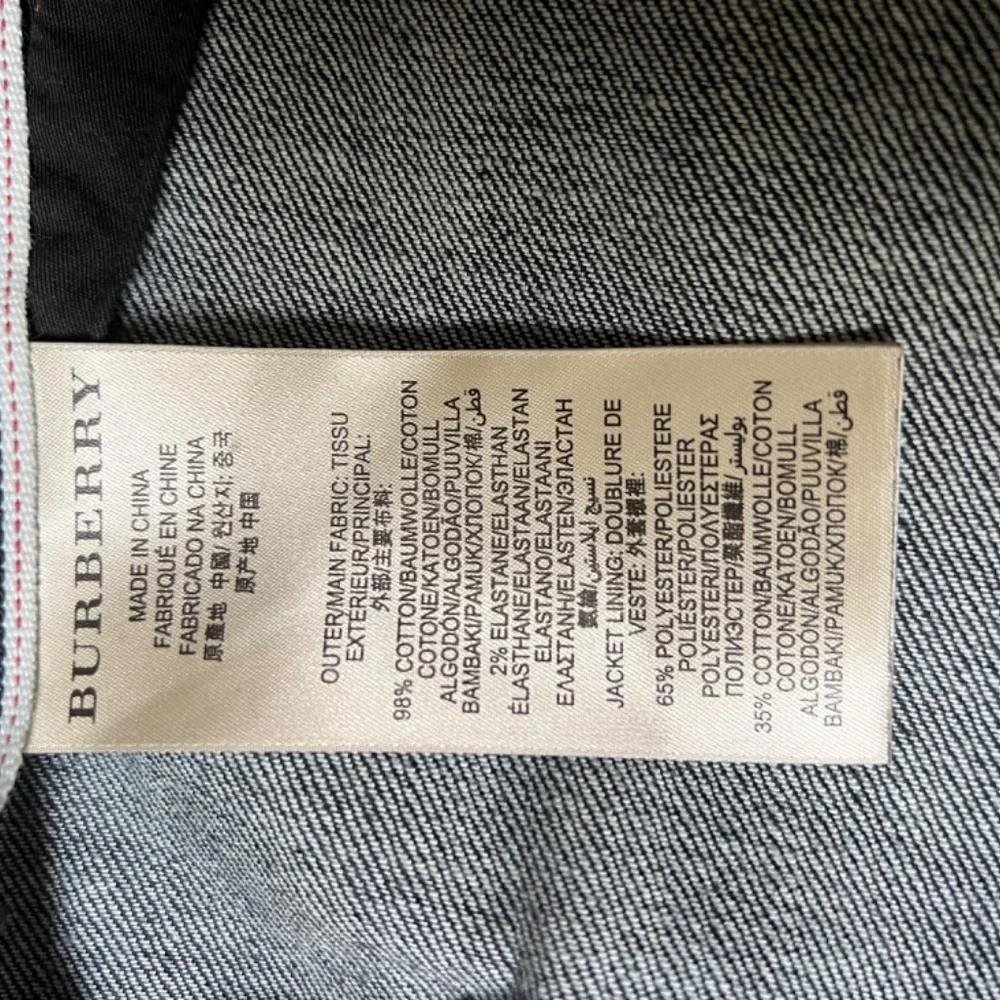 BURBERRY
MADE IN CHINA
FABRIQUÉ EN CHINE
FABRICADO NA CHINA
原產地 中國/ 원산지: 중국
原产地 中国
OUTER/MAIN FABRIC: TISSU
EXTERIEUR/PRINCIPAL:
外部/主要布料:
98% COTTON/BAUMWOLLE/COTON
COTONE/KATOEN/BOMULL
ALGODÓN/ALGODÃO/PUUVILLA
BAMBAKI/PAMUK/ХЛОПОК/棉/قطن
2% ELASTANE/ELASTHAN
ÉLASTHANE/ELASTAAN/ELASTAN
ELASTANO/ELASTAANI
ΕΛΑΣΤΑΝΗ/ELASTEN/ЭЛАСТАН
氨綸/نسيج إيلاستين
JACKET LINING: DOUBLURE DE
VESTE: 外套襯裡:
65% POLYESTER/POLIESTERE
POLIÉSTER/POLIESTER
POLYESTERI/ΠΟΛΥΕΣΤΕΡΑΣ
ПОЛИЭСТЕР/聚酯纖維/بوليستر
35% COTTON/BAUMWOLLE/COTON
COTONE/KATOEN/BOMULL
ALGODÓN/ALGODÃO/PUUVILLA
BAMBAKI/PAMUK/ХЛОПОК/棉/قطن